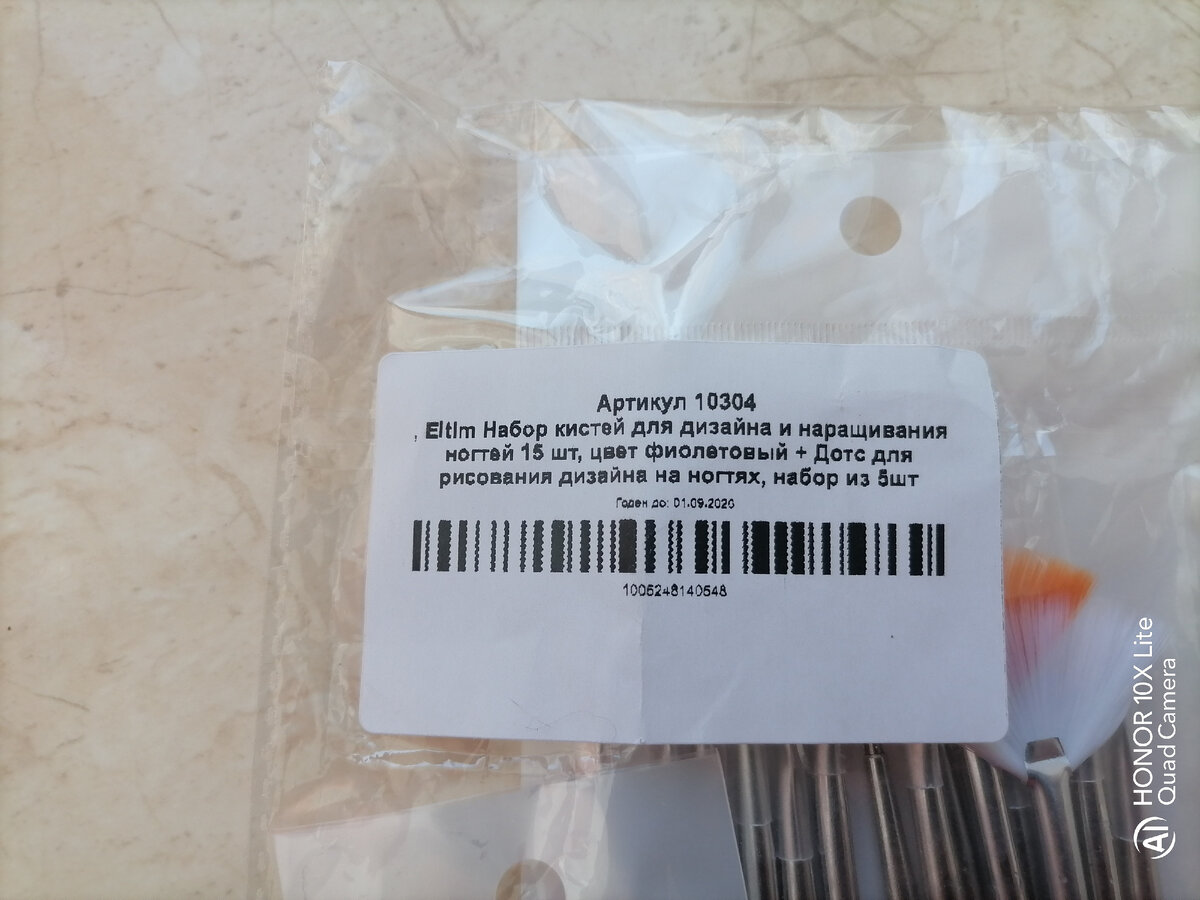 Артикул 10304
, Eltlm Набор кистей для дизайна и наращивания
ногтей 15 шт, цвет фиолетовый + Дотс для
рисования дизайна на ногтях, набор из 5шт
Годен до: 01.09.2026
1005248140548
HONOR 10X Lite
Quad Camera
AI